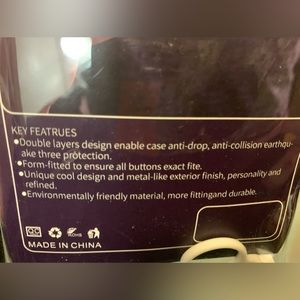 KEY FEATRUES
●Double layers design enable case anti-drop, anti-collision earthqu-
ake three protection.
●Form-fitted to ensure all buttons exact fite.
●Unique cool design and metal-like exterior finish, personality and
refined.
●Environmentally friendly material, more fittingand durable.
ROHS
MADE IN CHINA